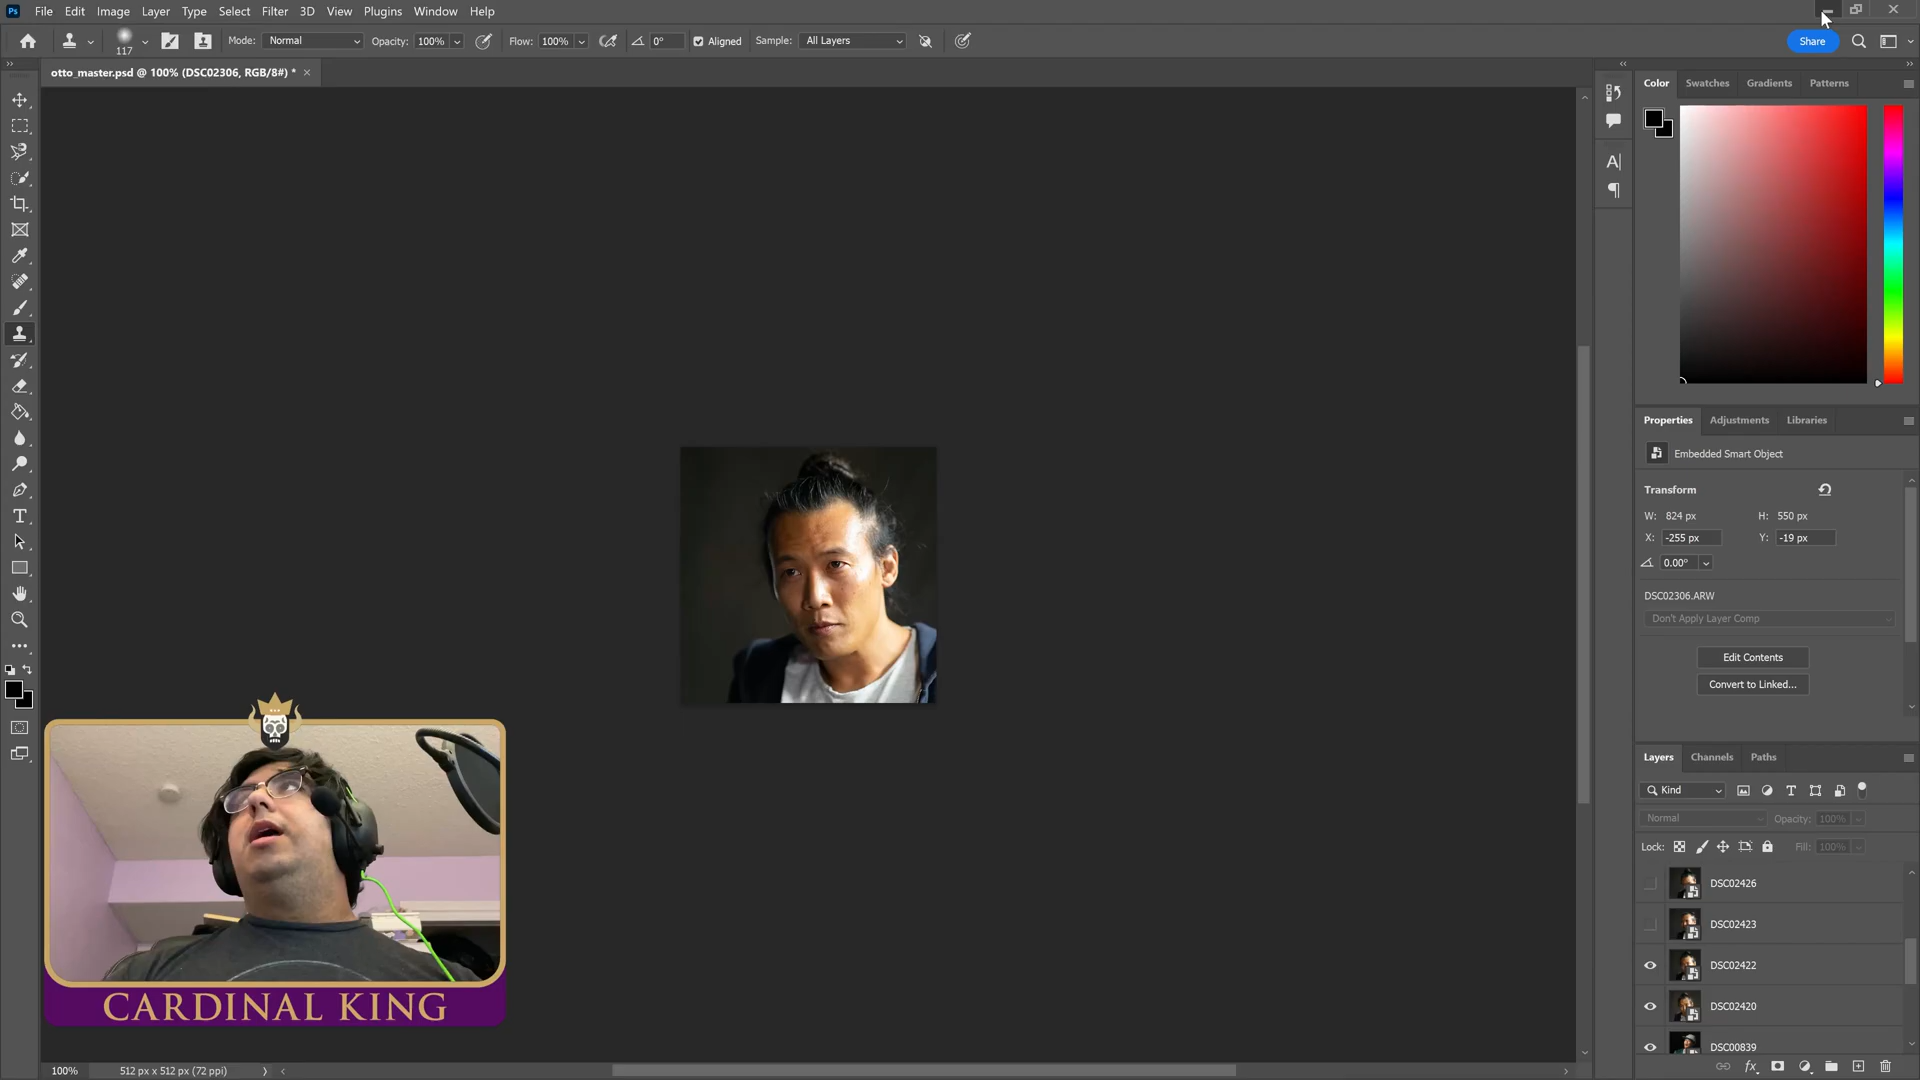 Ps File Edit Image Layer Type Select Filter 3D View Plugins Window Help
117 Mode: Normal Opacity: 100% Flow: 100% 0° Aligned Sample: All Layers Share
otto_master.psd @ 100% (DSC02306, RGB/8#) * ×
Color Swatches Gradients Patterns
Properties Adjustments Libraries
Embedded Smart Object
Transform
W: 824 px H: 550 px
X: -255 px Y: -19 px
0.00°
DSC02306.ARW
Don't Apply Layer Comp
Edit Contents
Convert to Linked...
Layers Channels Paths
Kind
Normal Opacity: 100%
Lock: Fill: 100%
DSC02426
DSC02423
DSC02422
DSC02420
DSC00839
fx
CARDINAL KING
100% 512 px x 512 px (72 ppi)